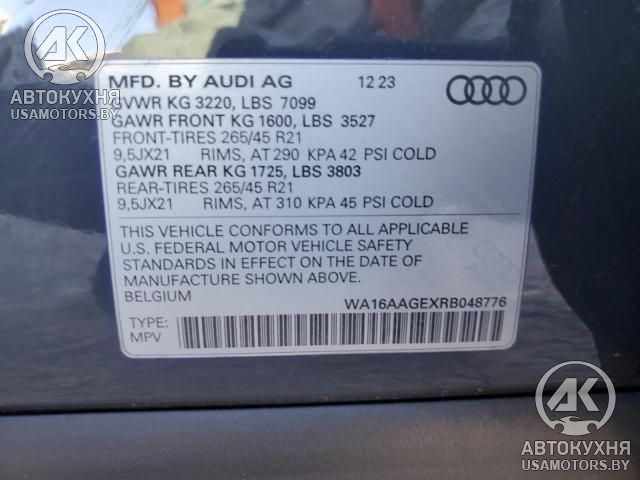 АК
АВТОКУХНЯ
USAMOTORS.BY
MFD. BY AUDI AG 12 23
GVWR KG 3220, LBS 7099
GAWR FRONT KG 1600, LBS 3527
FRONT-TIRES 265/45 R21
9,5JX21 RIMS, AT 290 KPA 42 PSI COLD
GAWR REAR KG 1725, LBS 3803
REAR-TIRES 265/45 R21
9,5JX21 RIMS, AT 310 KPA 45 PSI COLD
THIS VEHICLE CONFORMS TO ALL APPLICABLE
U.S. FEDERAL MOTOR VEHICLE SAFETY
STANDARDS IN EFFECT ON THE DATE OF
MANUFACTURE SHOWN ABOVE.
BELGIUM
WA16AAGEXRB048776
TYPE:
MPV
АК
АВТОКУХНЯ
USAMOTORS.BY